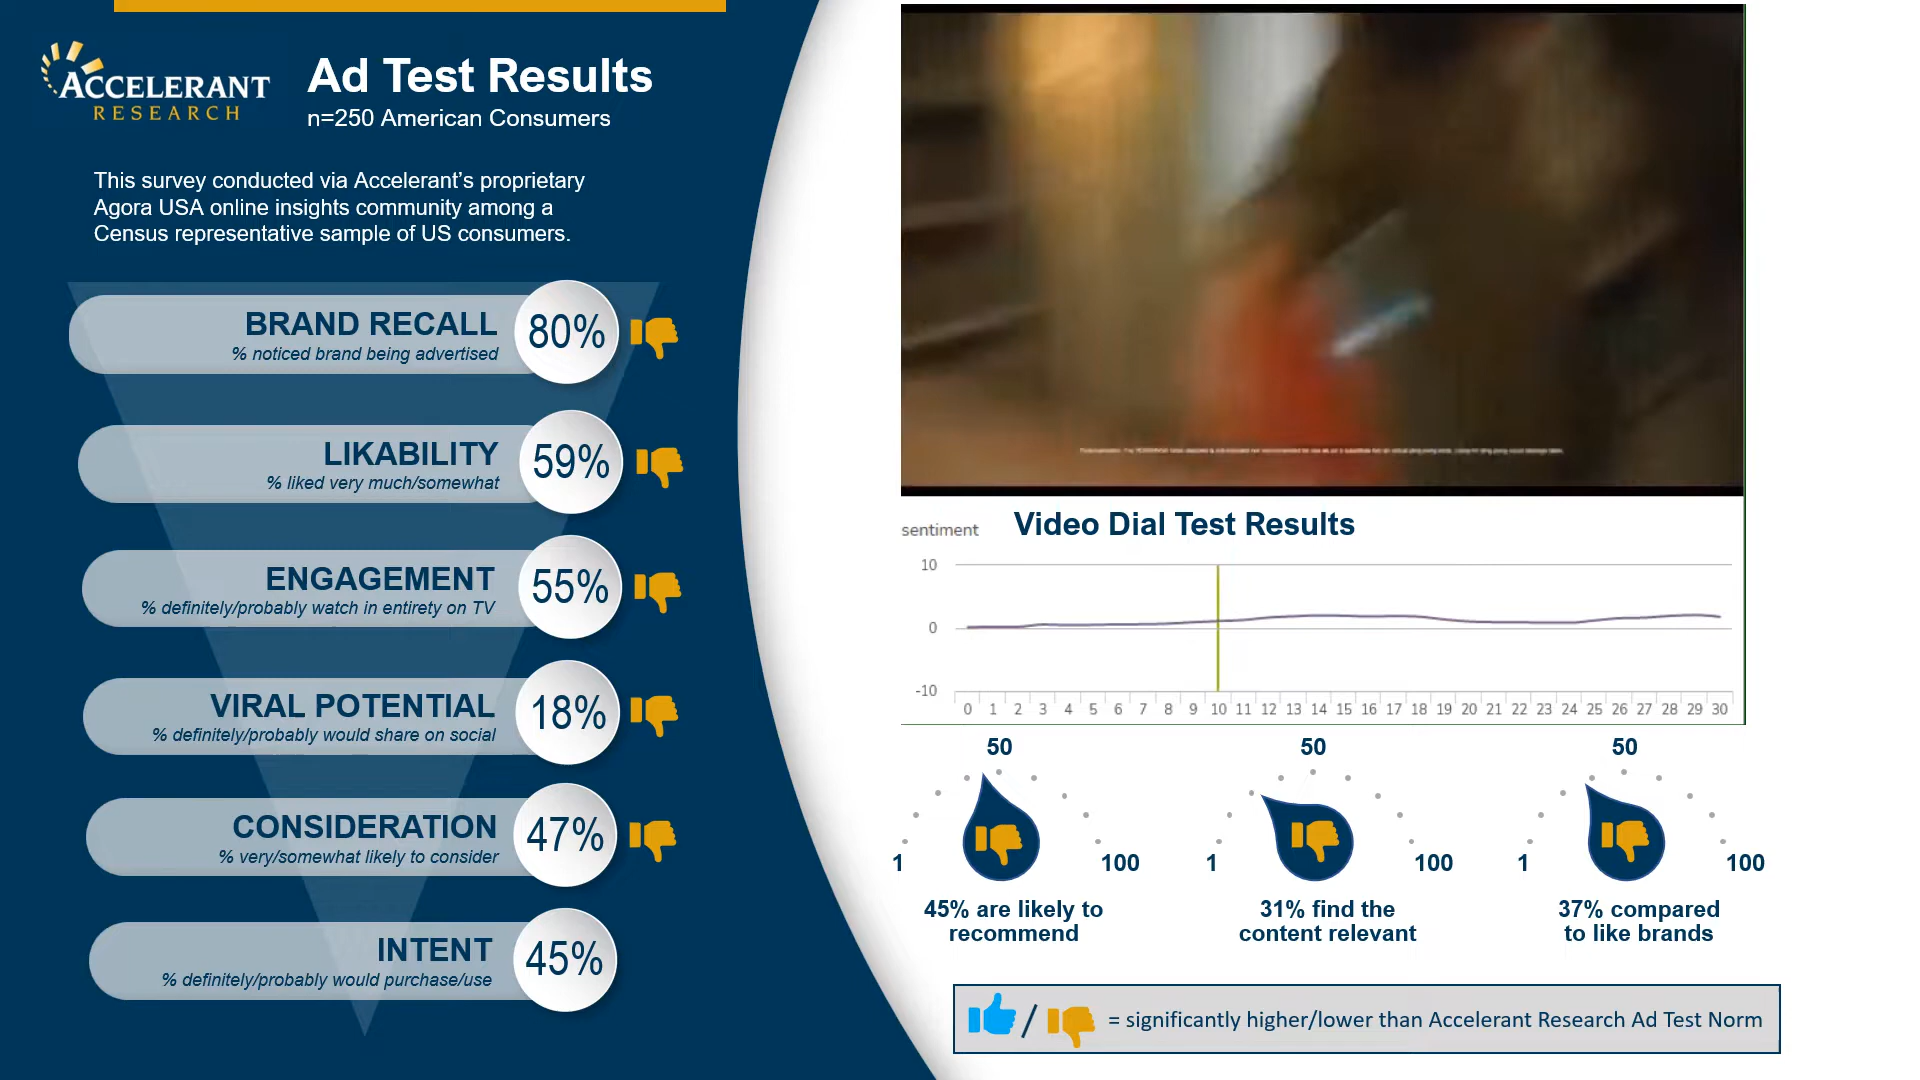 ACCELERANT
RESEARCH
Ad Test Results
n=250 American Consumers
This survey conducted via Accelerant’s proprietary
Agora USA online insights community among a
Census representative sample of US consumers.
BRAND RECALL
% noticed brand being advertised
80%
LIKABILITY
% liked very much/somewhat
59%
ENGAGEMENT
% definitely/probably watch in entirety on TV
55%
VIRAL POTENTIAL
% definitely/probably would share on social
18%
CONSIDERATION
% very/somewhat likely to consider
47%
INTENT
% definitely/probably would purchase/use
45%
sentiment
Video Dial Test Results
10
0
-10
0 1 2 3 4 5 6 7 8 9 10 11 12 13 14 15 16 17 18 19 20 21 22 23 24 25 26 27 28 29 30
50
1
100
45% are likely to
recommend
50
1
100
31% find the
content relevant
50
1
100
37% compared
to like brands
/ = significantly higher/lower than Accelerant Research Ad Test Norm